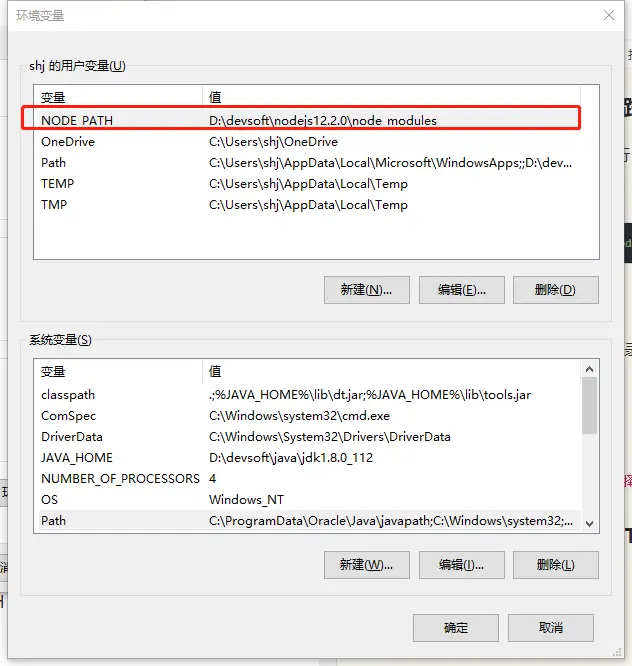 环境变量
shj 的用户变量(U)
变量 值
NODE_PATH D:\devsoft\nodejs12.2.0\node_modules
OneDrive C:\Users\shj\OneDrive
Path C:\Users\shj\AppData\Local\Microsoft\WindowsApps;;D:\dev...
TEMP C:\Users\shj\AppData\Local\Temp
TMP C:\Users\shj\AppData\Local\Temp
新建(N)... 编辑(E)... 删除(D)
系统变量(S)
变量 值
classpath .;%JAVA_HOME%\lib\dt.jar;%JAVA_HOME%\lib\tools.jar
ComSpec C:\Windows\system32\cmd.exe
DriverData C:\Windows\System32\Drivers\DriverData
JAVA_HOME D:\devsoft\java\jdk1.8.0_112
NUMBER_OF_PROCESSORS 4
OS Windows_NT
Path C:\ProgramData\Oracle\Java\javapath;C:\Windows\system32;...
新建(W)... 编辑(I)... 删除(L)
确定 取消